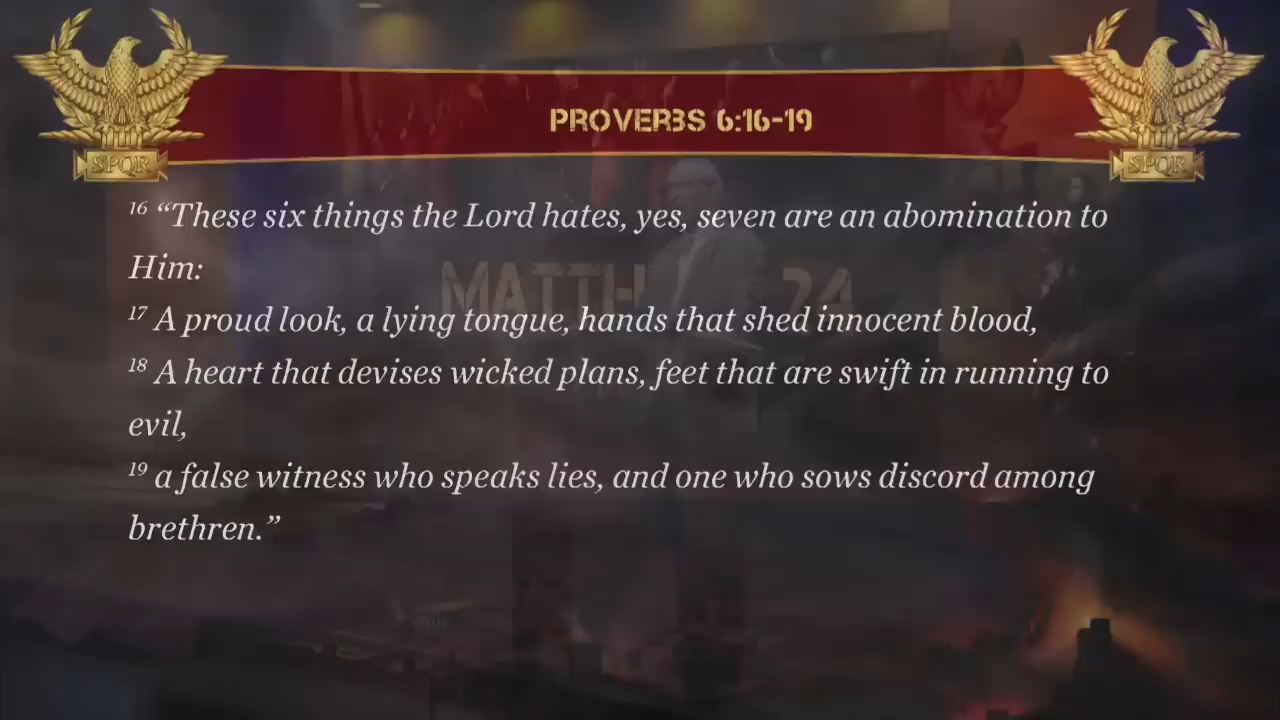 PROVERBS 6:16-19
SPQR SPQR
16 “These six things the Lord hates, yes, seven are an abomination to
Him:
MATTH 24
17 A proud look, a lying tongue, hands that shed innocent blood,
18 A heart that devises wicked plans, feet that are swift in running to
evil,
19 a false witness who speaks lies, and one who sows discord among
brethren.”